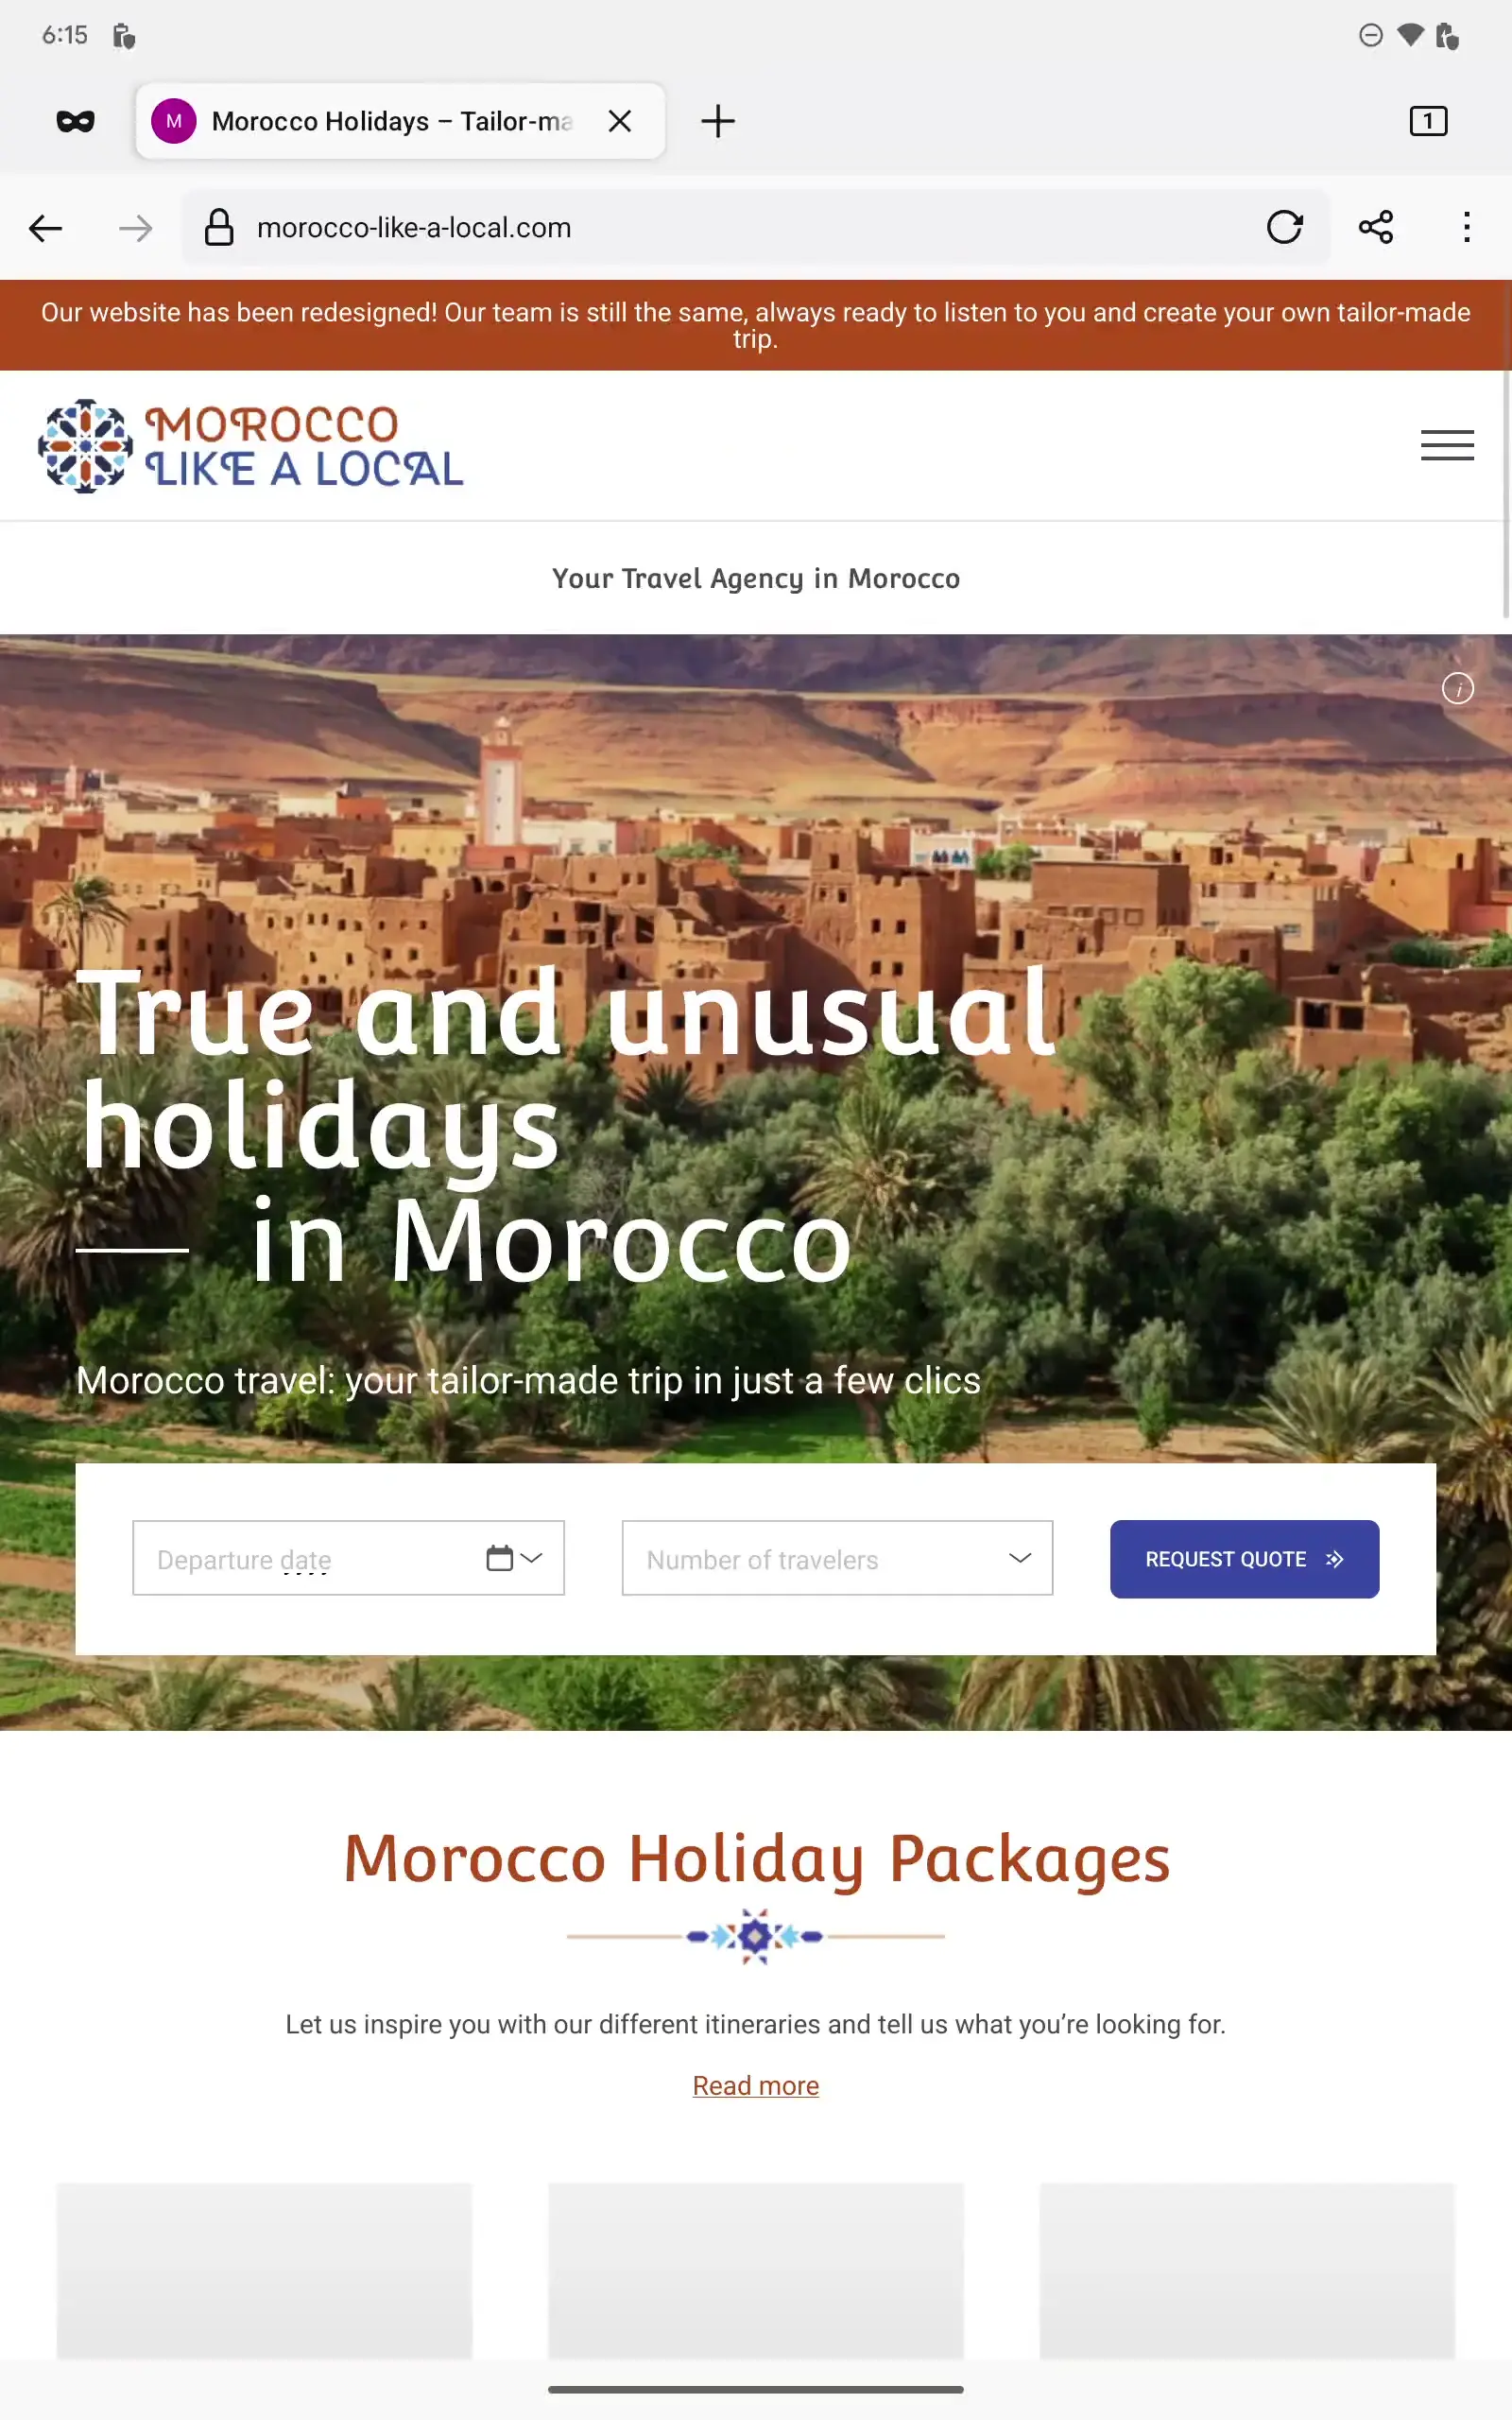 6:15
M
Morocco Holidays – Tailor-ma
1
morocco-like-a-local.com
Our website has been redesigned! Our team is still the same, always ready to listen to you and create your own tailor-made
trip.
MOROCCO
LIKE A LOCAL
Your Travel Agency in Morocco
i
True and unusual
holidays
in Morocco
Morocco travel: your tailor-made trip in just a few clics
Departure date
Number of travelers
REQUEST QUOTE
Morocco Holiday Packages
Let us inspire you with our different itineraries and tell us what you’re looking for.
Read more